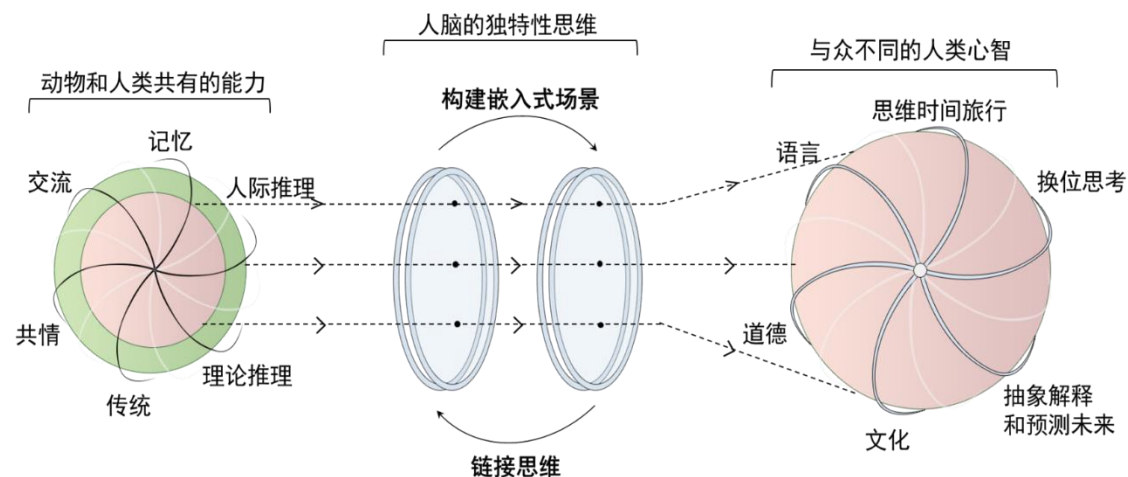 人脑的独特性思维
与众不同的人类心智
动物和人类共有的能力
构建嵌入式场景
思维时间旅行
记忆
语言
交流
人际推理
换位思考
共情
道德
理论推理
传统
抽象解释
和预测未来
文化
链接思维